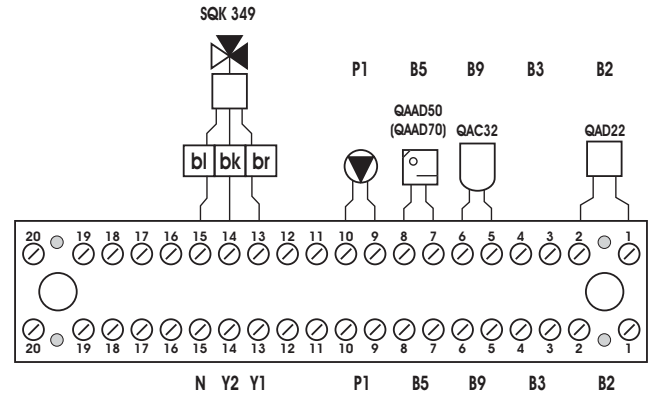 SQK 349
P1 B5 B9 B3 B2
QAAD50
(QAAD70) QAC32 QAD22
bl bk br
20 19 18 17 16 15 14 13 12 11 10 9 8 7 6 5 4 3 2 1
20 19 18 17 16 15 14 13 12 11 10 9 8 7 6 5 4 3 2 1
N Y2 Y1 P1 B5 B9 B3 B2